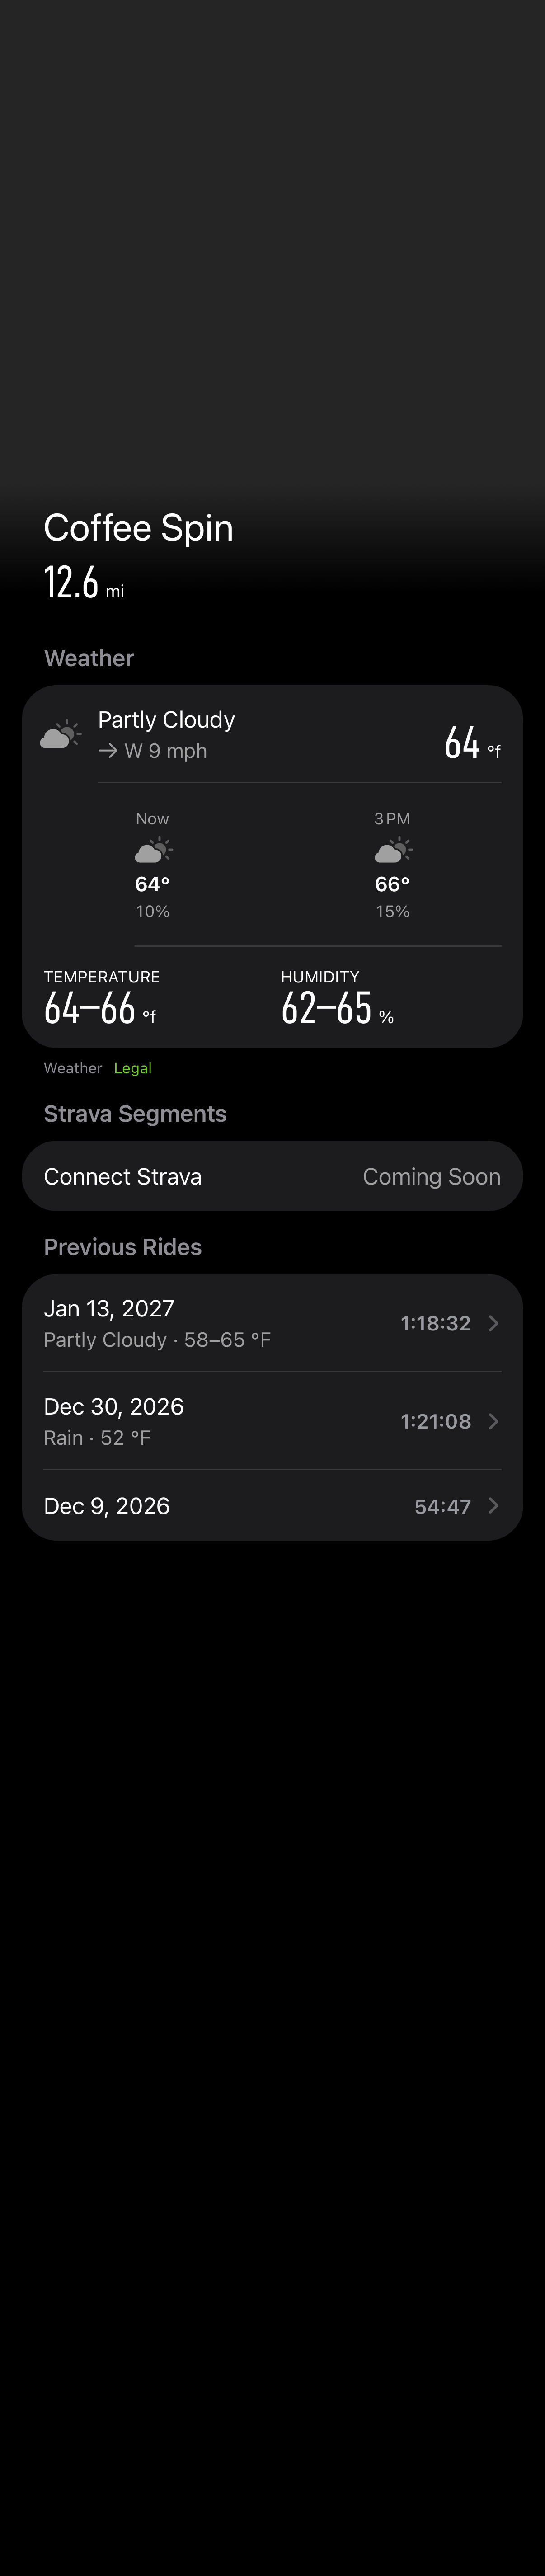 Coffee Spin
12.6 mi
Weather
Partly Cloudy
→ W 9 mph
64 °f
Now 3 PM
64° 66°
10% 15%
TEMPERATURE HUMIDITY
64–66 °f 62–65 %
Weather Legal
Strava Segments
Connect Strava Coming Soon
Previous Rides
Jan 13, 2027 1:18:32
Partly Cloudy · 58–65 °F
Dec 30, 2026 1:21:08
Rain · 52 °F
Dec 9, 2026 54:47